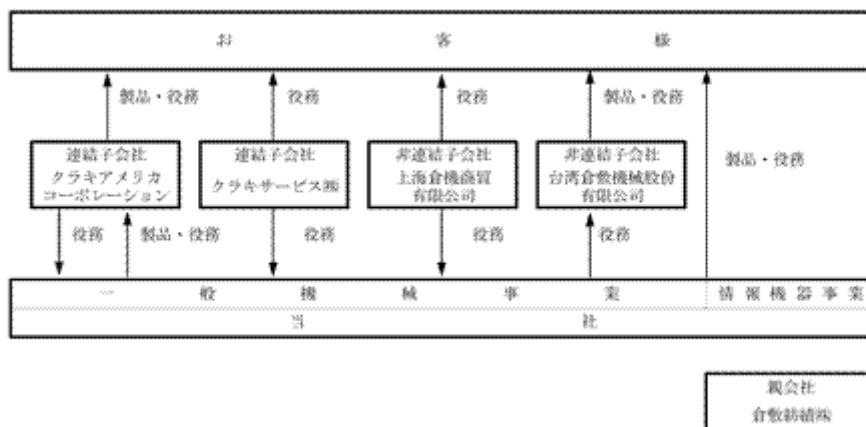 お客様
製品・役務
役務
役務
製品・役務
製品・役務
連結子会社
クラキアメリカ
コーポレーション
連結子会社
クラキサービス㈱
非連結子会社
上海倉機商貿
有限公司
非連結子会社
台湾倉敷機械股份
有限公司
役務
製品・役務
役務
役務
役務
一般機械事業
情報機器事業
当社
親会社
倉敷紡績㈱